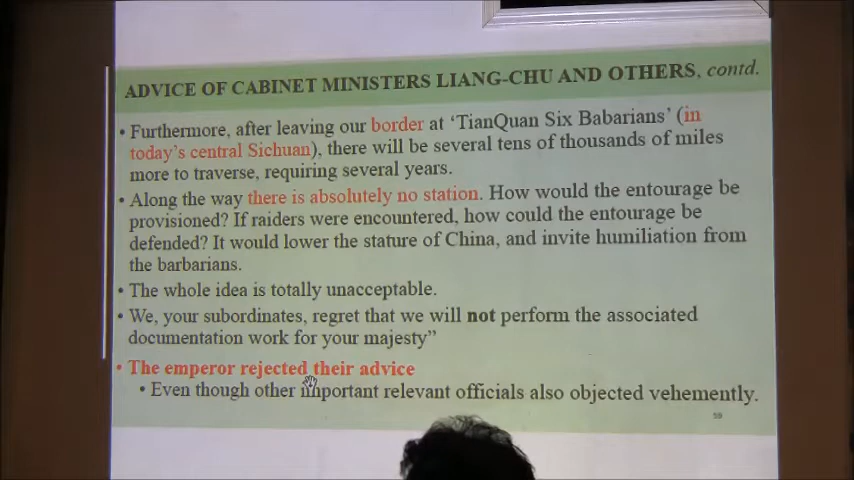 ADVICE OF CABINET MINISTERS LIANG-CHU AND OTHERS, contd.
• Furthermore, after leaving our border at ‘TianQuan Six Babarians’ (in
today's central Sichuan), there will be several tens of thousands of miles
more to traverse, requiring several years.
• Along the way there is absolutely no station. How would the entourage be
provisioned? If raiders were encountered, how could the entourage be
defended? It would lower the stature of China, and invite humiliation from
the barbarians.
• The whole idea is totally unacceptable.
• We, your subordinates, regret that we will not perform the associated
documentation work for your majesty”
• The emperor rejected their advice
• Even though other important relevant officials also objected vehemently.
59